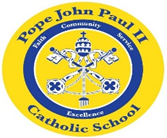 Pope John Paul II
Faith Community Service
Excellence
Catholic School